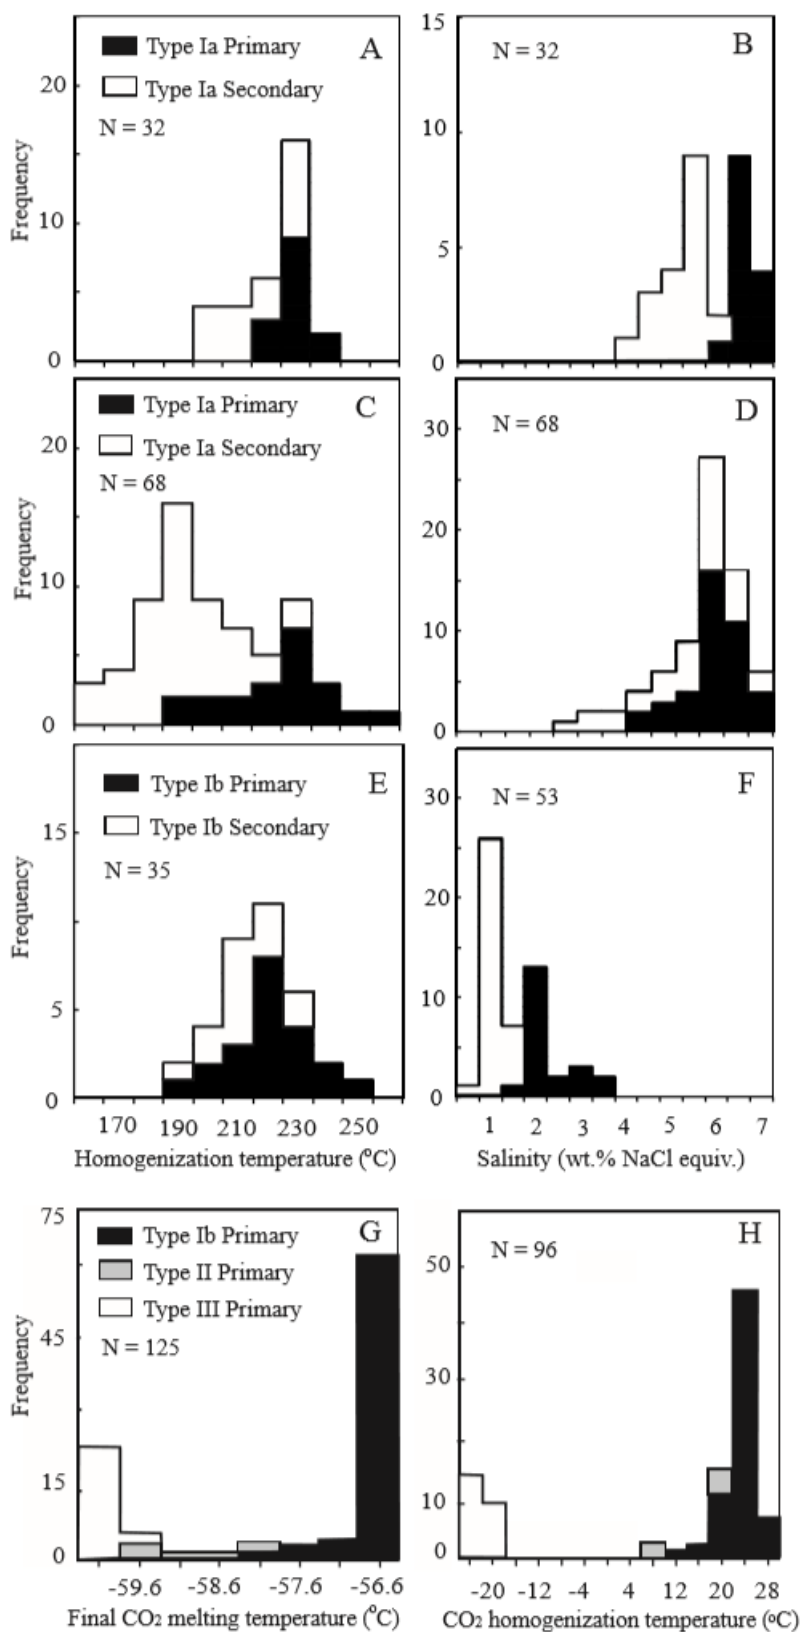 Type Ia Primary
A
Type Ia Secondary
N = 32
20
10
0
Frequency
15
N = 32
B
10
5
0
Type Ia Primary
C
Type Ia Secondary
N = 68
20
10
0
Frequency
N = 68
D
30
20
10
0
Type Ib Primary
E
Type Ib Secondary
N = 35
15
5
0
Frequency
170 190 210 230 250
Homogenization temperature (°C)
N = 53
F
30
20
10
0
1 2 3 4 5 6 7
Salinity (wt.% NaCl equiv.)
75
Type Ib Primary
G
Type II Primary
Type III Primary
N = 125
45
15
0
Frequency
-59.6 -58.6 -57.6 -56.6
Final CO2 melting temperature (°C)
N = 96
H
50
30
10
0
-20 -12 -4 4 12 20 28
CO2 homogenization temperature (°C)